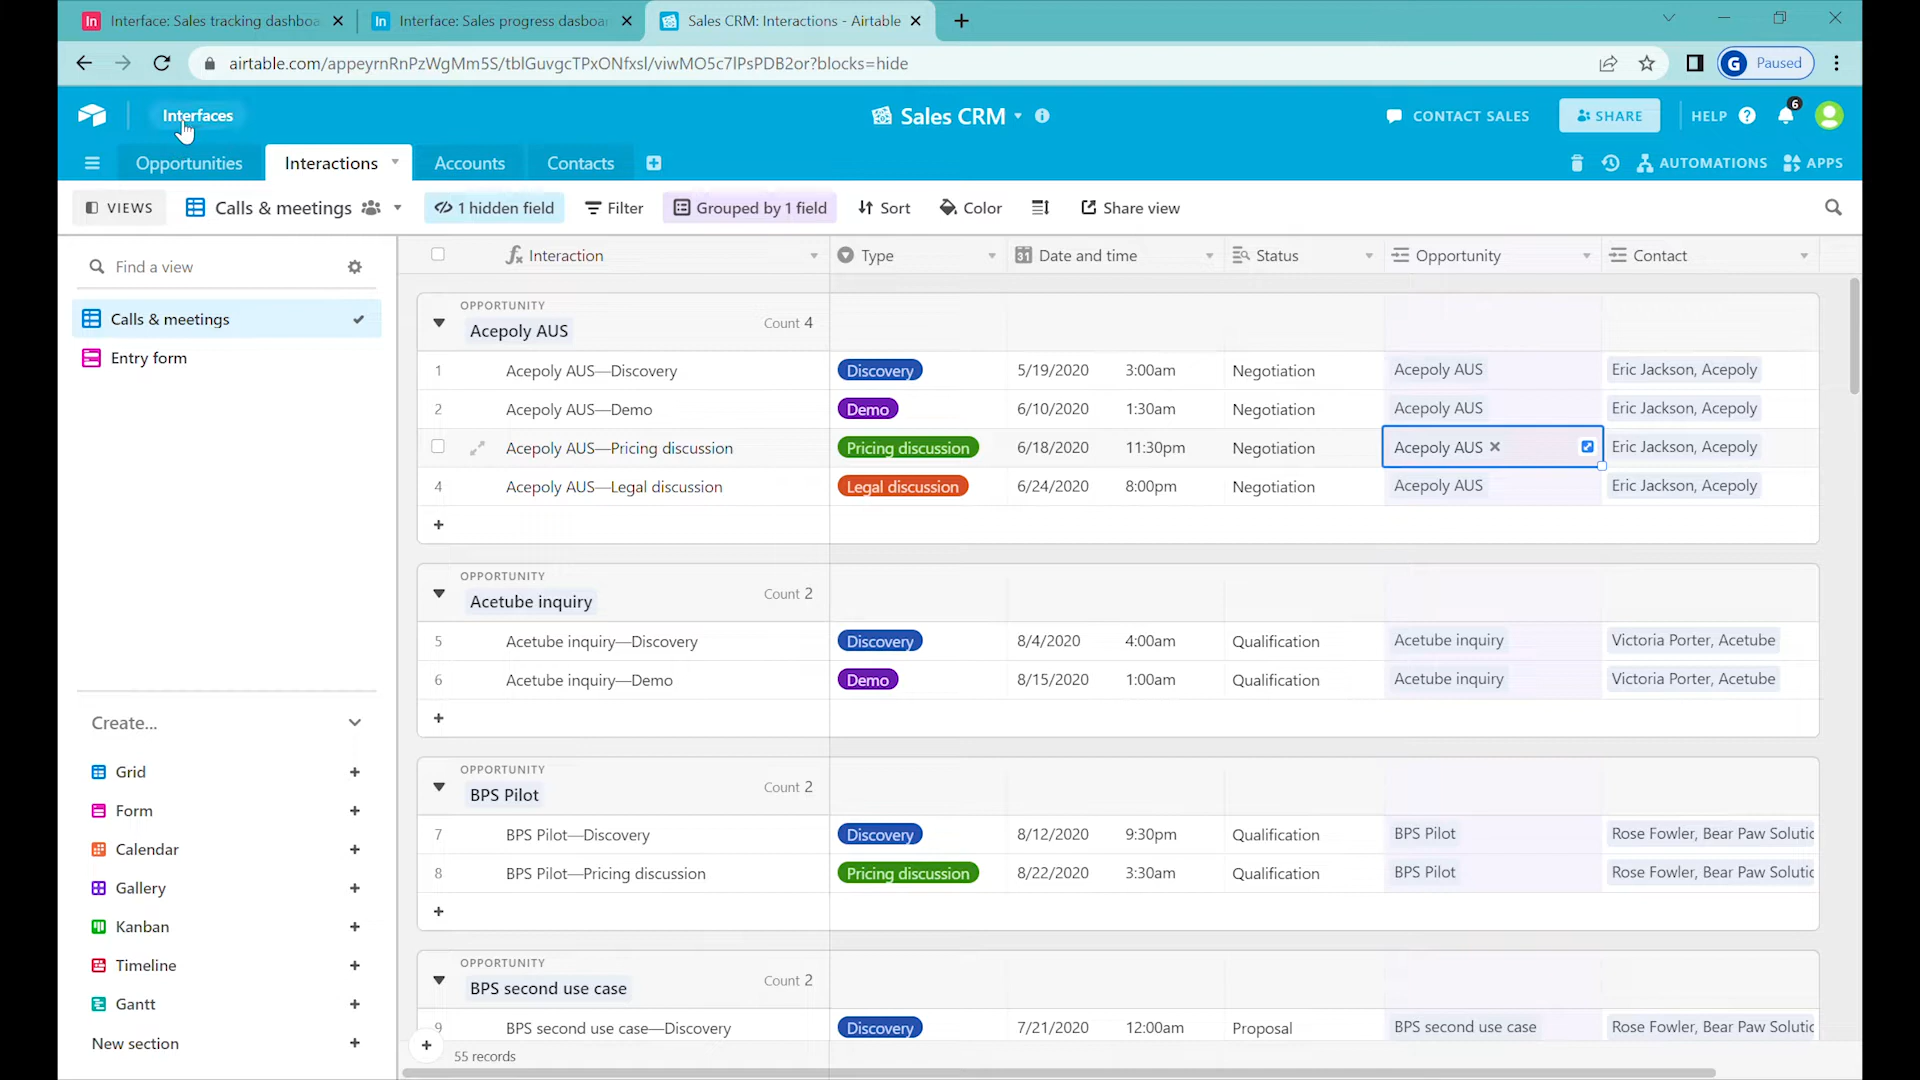 Interface: Sales tracking dashboa
Interface: Sales progress dasboar
Sales CRM: Interactions - Airtable
airtable.com/appeyrnRnPzWgMm5S/tblGuvgcTPxONfxsl/viwMO5c7lPsPDB2or?blocks=hide
G Paused
Interfaces
Sales CRM
CONTACT SALES
SHARE
HELP
6
Opportunities
Interactions
Accounts
Contacts
AUTOMATIONS
APPS
VIEWS
Calls & meetings
1 hidden field
Filter
Grouped by 1 field
Sort
Color
Share view
Find a view
Calls & meetings
Entry form
Create...
Grid
Form
Calendar
Gallery
Kanban
Timeline
Gantt
New section
Interaction Type Date and time Status Opportunity Contact
OPPORTUNITY
Acepoly AUS Count 4
1 Acepoly AUS—Discovery Discovery 5/19/2020 3:00am Negotiation Acepoly AUS Eric Jackson, Acepoly
2 Acepoly AUS—Demo Demo 6/10/2020 1:30am Negotiation Acepoly AUS Eric Jackson, Acepoly
Acepoly AUS—Pricing discussion Pricing discussion 6/18/2020 11:30pm Negotiation Acepoly AUS Eric Jackson, Acepoly
4 Acepoly AUS—Legal discussion Legal discussion 6/24/2020 8:00pm Negotiation Acepoly AUS Eric Jackson, Acepoly
OPPORTUNITY
Acetube inquiry Count 2
5 Acetube inquiry—Discovery Discovery 8/4/2020 4:00am Qualification Acetube inquiry Victoria Porter, Acetube
6 Acetube inquiry—Demo Demo 8/15/2020 1:00am Qualification Acetube inquiry Victoria Porter, Acetube
OPPORTUNITY
BPS Pilot Count 2
7 BPS Pilot—Discovery Discovery 8/12/2020 9:30pm Qualification BPS Pilot Rose Fowler, Bear Paw Solutic
8 BPS Pilot—Pricing discussion Pricing discussion 8/22/2020 3:30am Qualification BPS Pilot Rose Fowler, Bear Paw Solutic
OPPORTUNITY
BPS second use case Count 2
9 BPS second use case—Discovery Discovery 7/21/2020 12:00am Proposal BPS second use case Rose Fowler, Bear Paw Solutic
55 records